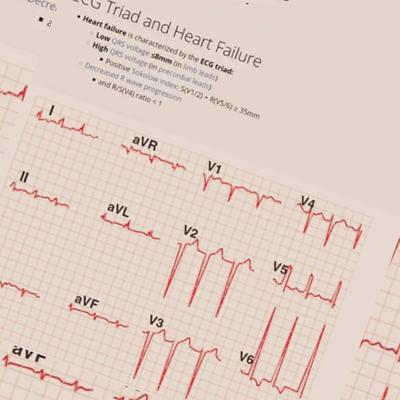 ECG Triad and Heart Failure
Heart failure is characterized by the ECG triad:
Low QRS voltage ≤8mm (in limb leads)
High QRS voltage (in precordial leads)
Positive Sokolow index: S(V1/2) + R(V5/6) ≥ 35mm
Decreased R wave progression
and R/S(V4) ratio < 1
Decre
I
aVR
V1
V4
II
aVL
V2
V5
aVF
V3
V6
aVF